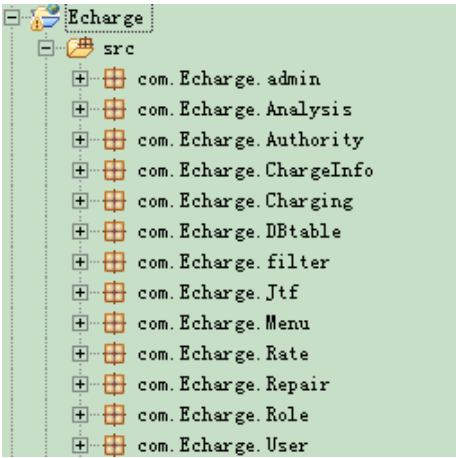 Echarge
src
com.Echarge.admin
com.Echarge.Analysis
com.Echarge.Authority
com.Echarge.ChargeInfo
com.Echarge.Charging
com.Echarge.DBtable
com.Echarge.filter
com.Echarge.Jtf
com.Echarge.Menu
com.Echarge.Rate
com.Echarge.Repair
com.Echarge.Role
com.Echarge.User